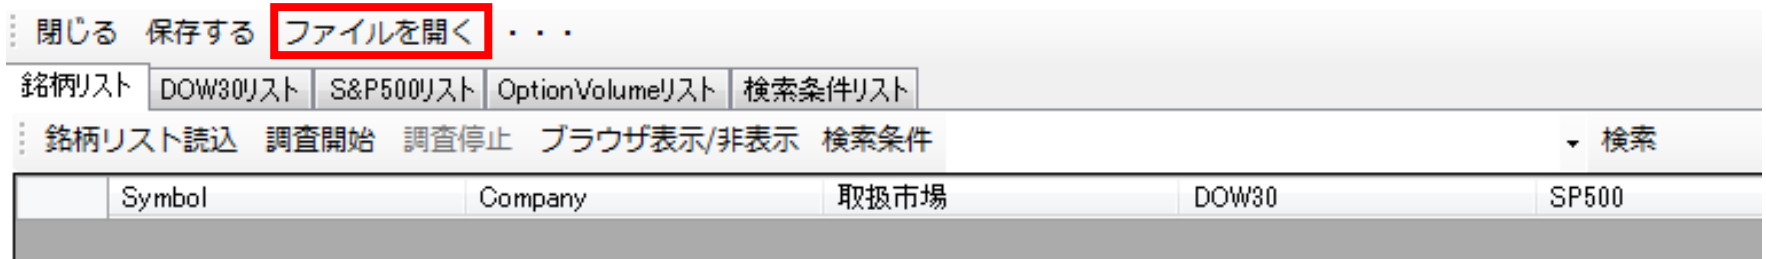 閉じる 保存する ファイルを開く ・・・
銘柄リスト DOW30リスト S&P500リスト OptionVolumeリスト 検索条件リスト
銘柄リスト読込 調査開始 調査停止 ブラウザ表示/非表示 検索条件 検索
Symbol Company 取扱市場 DOW30 SP500